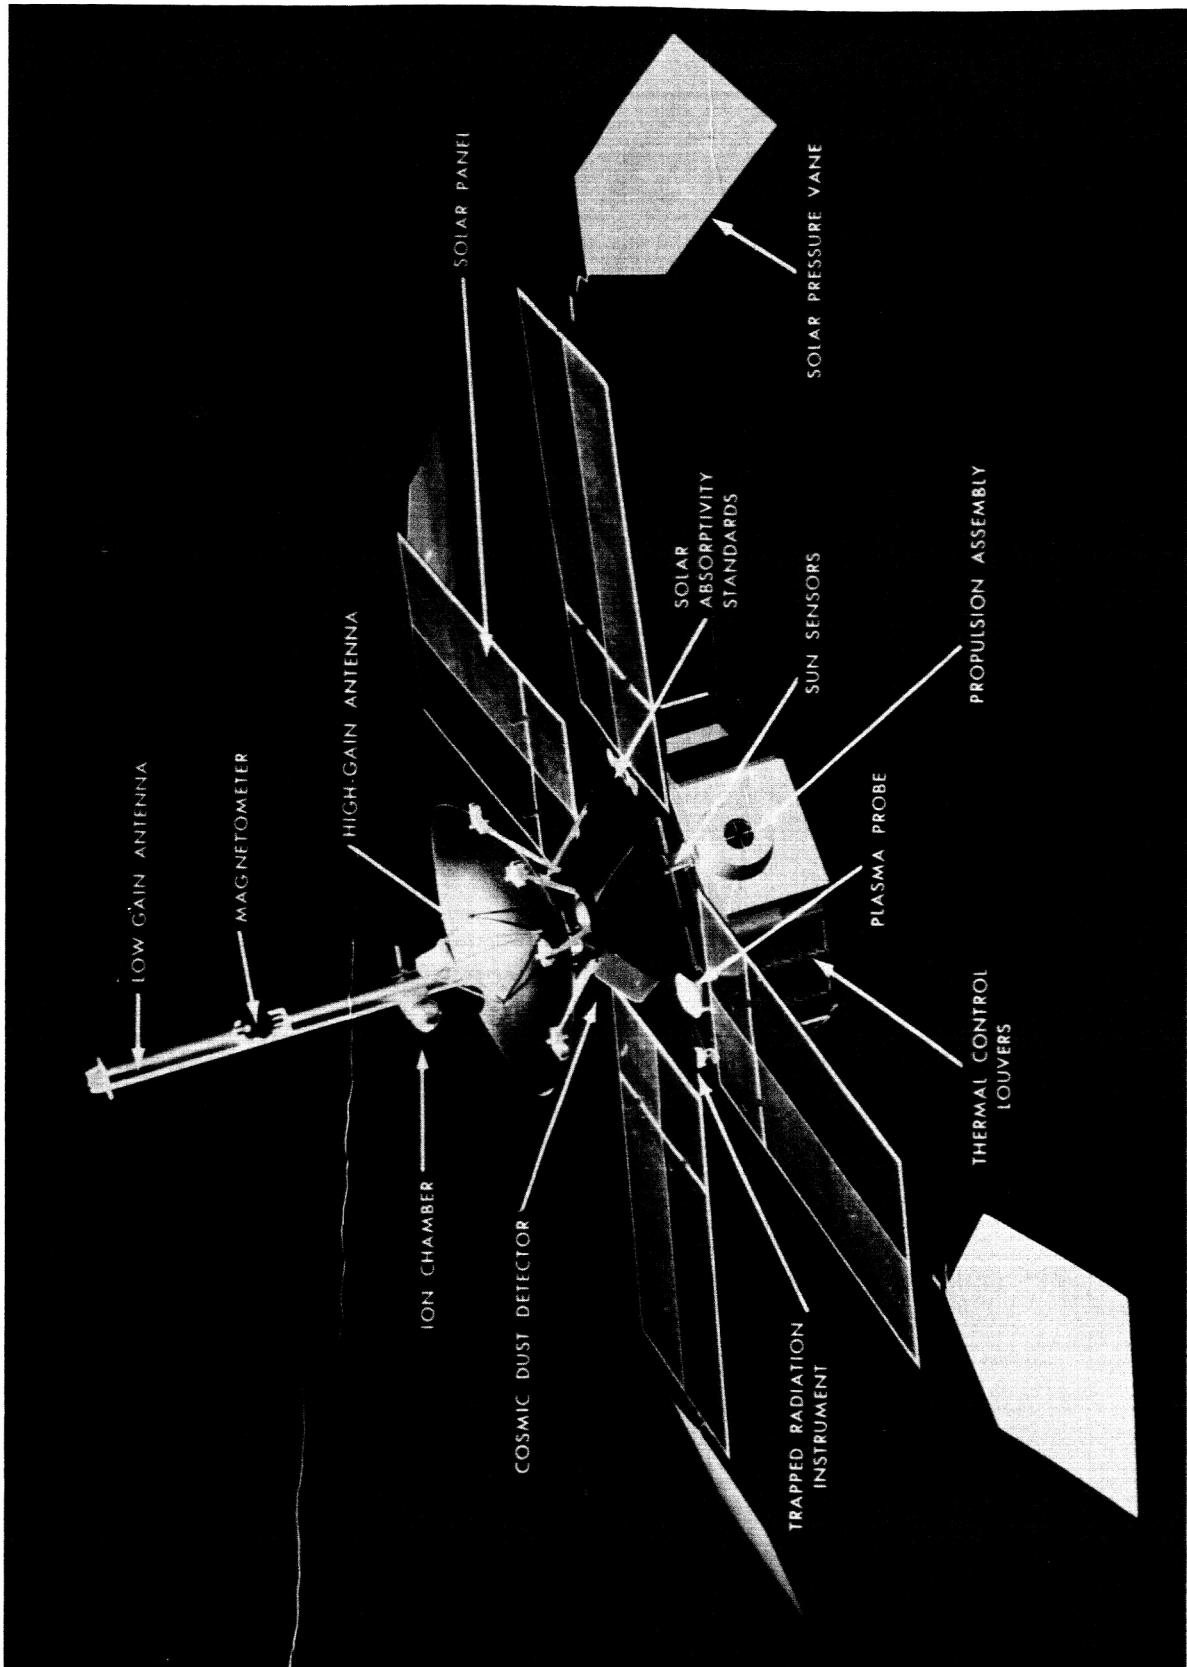 LOW GAIN ANTENNA
MAGNETOMETER
HIGH-GAIN ANTENNA
SOLAR PANEL
ION CHAMBER
COSMIC DUST DETECTOR
SOLAR
ABSORPTIVITY
STANDARDS
SOLAR PRESSURE VANE
SUN SENSORS
TRAPPED RADIATION
INSTRUMENT
PLASMA PROBE
PROPULSION ASSEMBLY
THERMAL CONTROL
LOUVERS